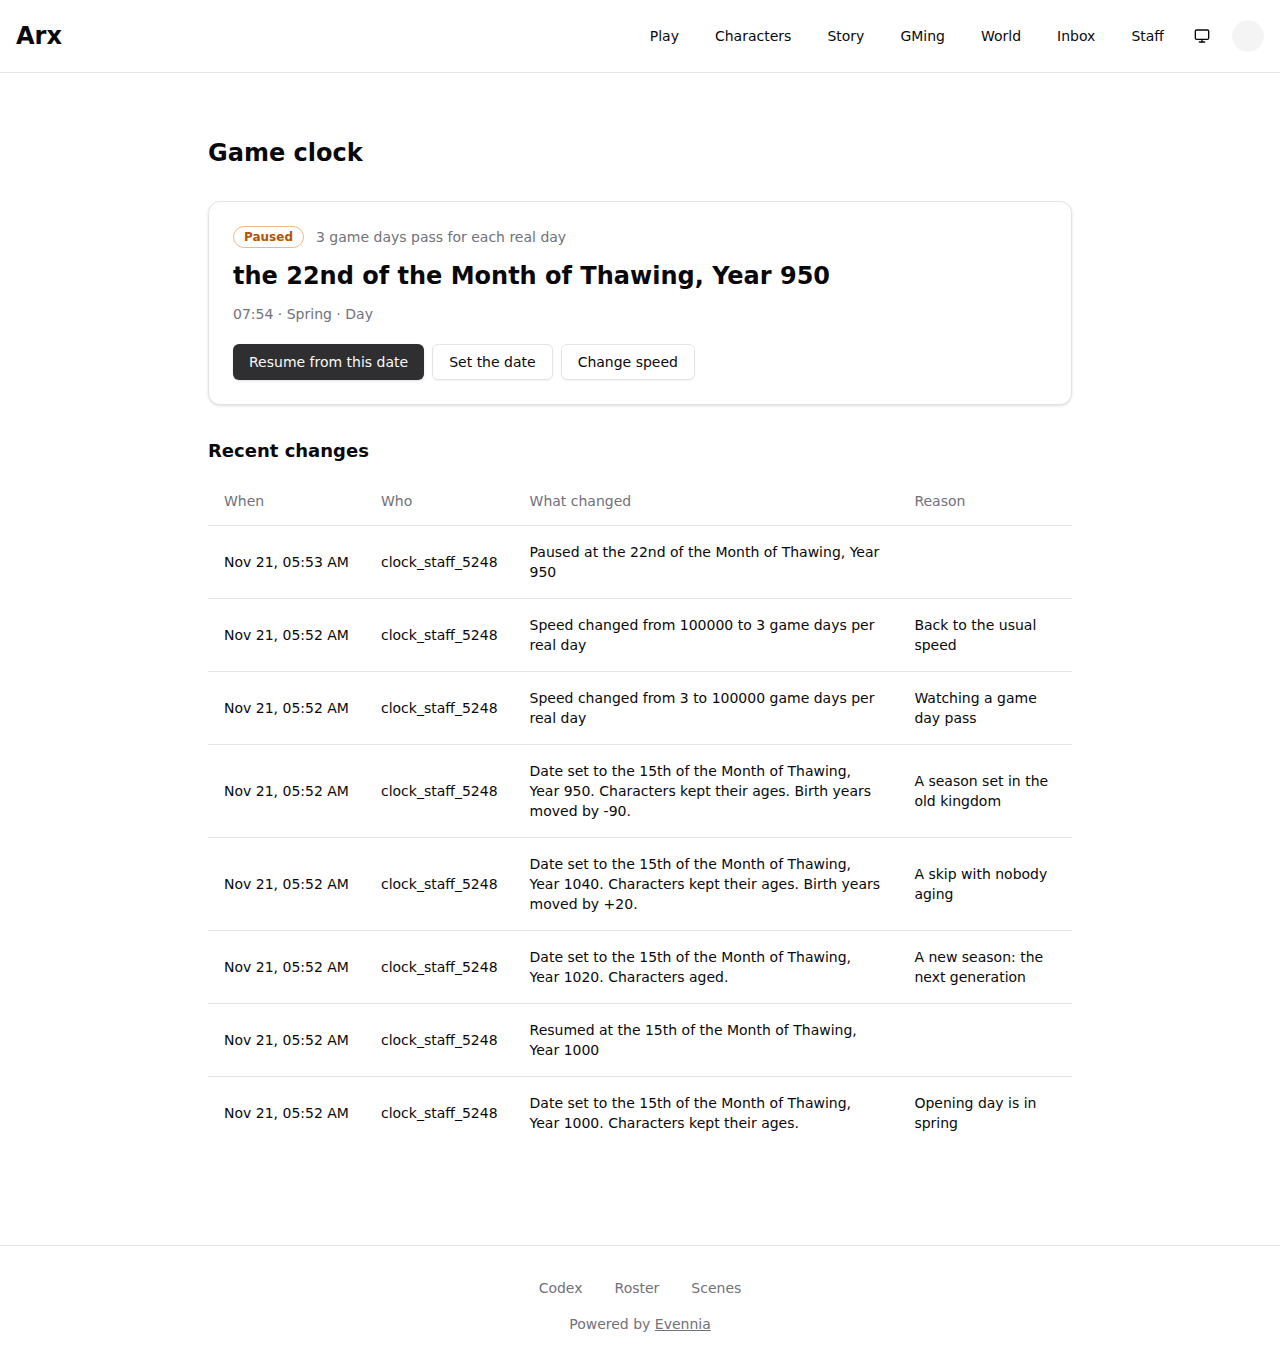 Arx
Play Characters Story GMing World Inbox Staff
Game clock
Paused 3 game days pass for each real day
the 22nd of the Month of Thawing, Year 950
07:54 · Spring · Day
Resume from this date Set the date Change speed
Recent changes
When Who What changed Reason
Nov 21, 05:53 AM clock_staff_5248 Paused at the 22nd of the Month of Thawing, Year
950
Nov 21, 05:52 AM clock_staff_5248 Speed changed from 100000 to 3 game days per
real day
Back to the usual
speed
Nov 21, 05:52 AM clock_staff_5248 Speed changed from 3 to 100000 game days per
real day
Watching a game
day pass
Nov 21, 05:52 AM clock_staff_5248 Date set to the 15th of the Month of Thawing,
Year 950. Characters kept their ages. Birth years
moved by -90.
A season set in the
old kingdom
Nov 21, 05:52 AM clock_staff_5248 Date set to the 15th of the Month of Thawing,
Year 1040. Characters kept their ages. Birth years
moved by +20.
A skip with nobody
aging
Nov 21, 05:52 AM clock_staff_5248 Date set to the 15th of the Month of Thawing,
Year 1020. Characters aged.
A new season: the
next generation
Nov 21, 05:52 AM clock_staff_5248 Resumed at the 15th of the Month of Thawing,
Year 1000
Nov 21, 05:52 AM clock_staff_5248 Date set to the 15th of the Month of Thawing,
Year 1000. Characters kept their ages.
Opening day is in
spring
Codex Roster Scenes
Powered by Evennia